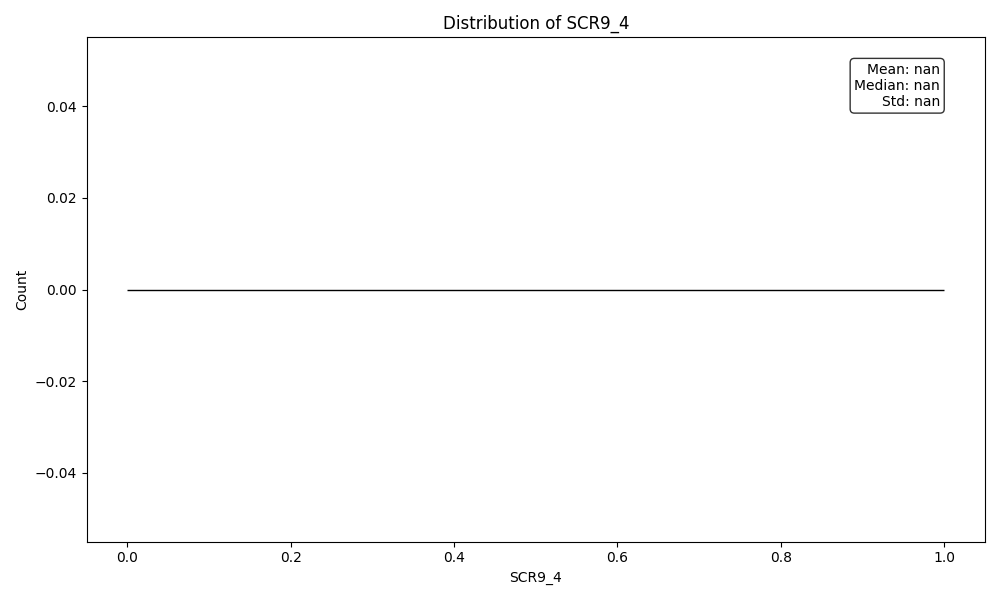 Distribution of SCR9_4
Mean: nan
Median: nan
Std: nan
0.04
0.02
0.00
−0.02
−0.04
Count
0.0
0.2
0.4
0.6
0.8
1.0
SCR9_4